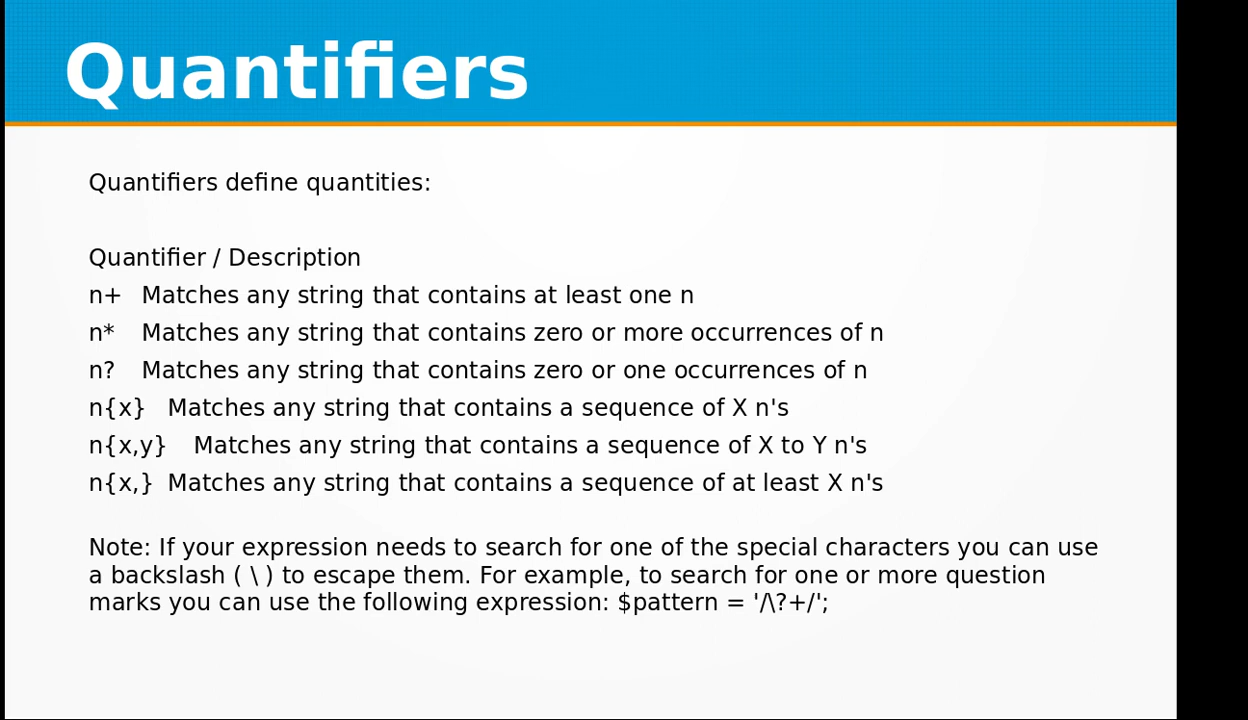 Quantifiers
Quantifiers define quantities:
Quantifier / Description
n+ Matches any string that contains at least one n
n* Matches any string that contains zero or more occurrences of n
n? Matches any string that contains zero or one occurrences of n
n{x} Matches any string that contains a sequence of X n's
n{x,y} Matches any string that contains a sequence of X to Y n's
n{x,} Matches any string that contains a sequence of at least X n's
Note: If your expression needs to search for one of the special characters you can use
a backslash ( \ ) to escape them. For example, to search for one or more question
marks you can use the following expression: $pattern = '/\?+/';